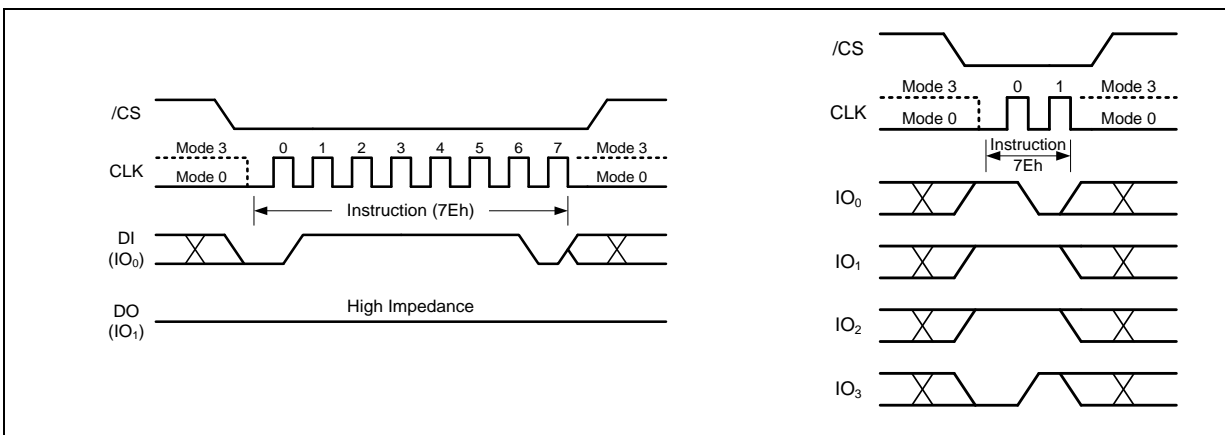 /CS
Mode 3 0 1 2 3 4 5 6 7 Mode 3
CLK
Mode 0 Mode 0
Instruction (7Eh)
DI
(IO₀)
High Impedance
DO
(IO₁)
/CS
Mode 3 0 1 Mode 3
CLK
Mode 0 Mode 0
Instruction
7Eh
IO₀
IO₁
IO₂
IO₃